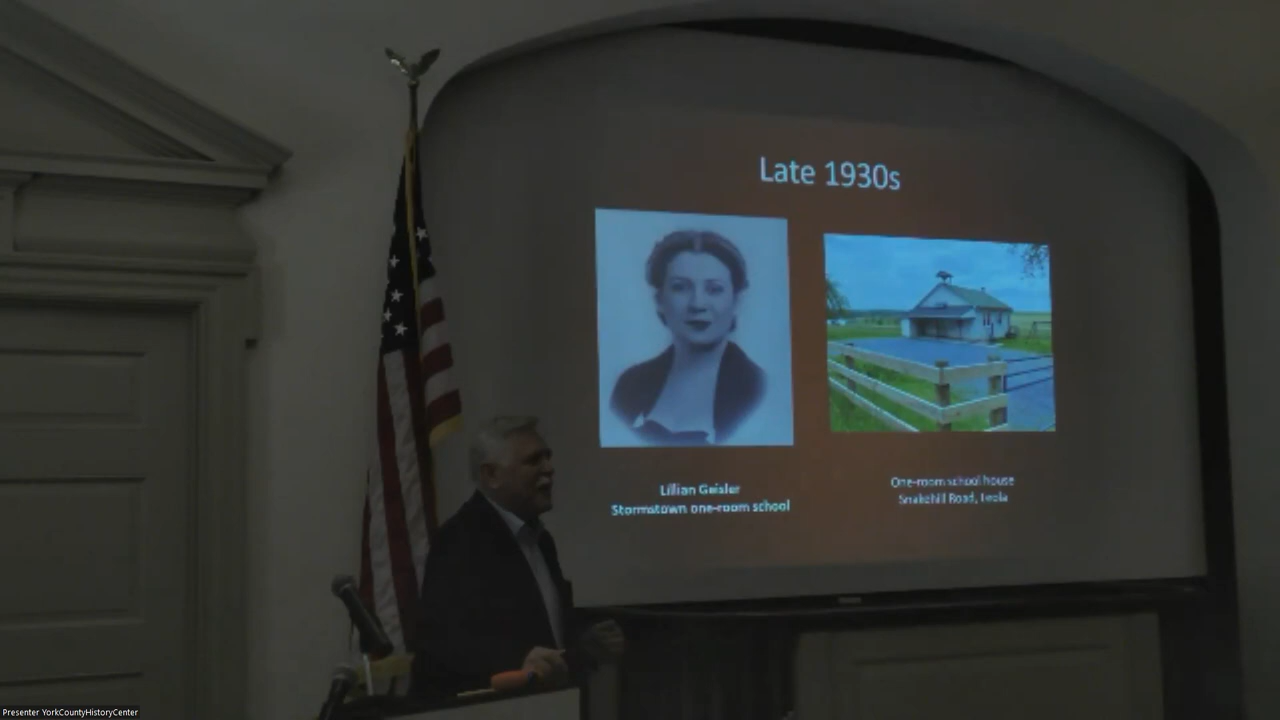 Late 1930s
Lillian Geisler
Stormstown one-room school
One-room school house
Snakehill Road, Leola
Presenter YorkCountyHistoryCenter